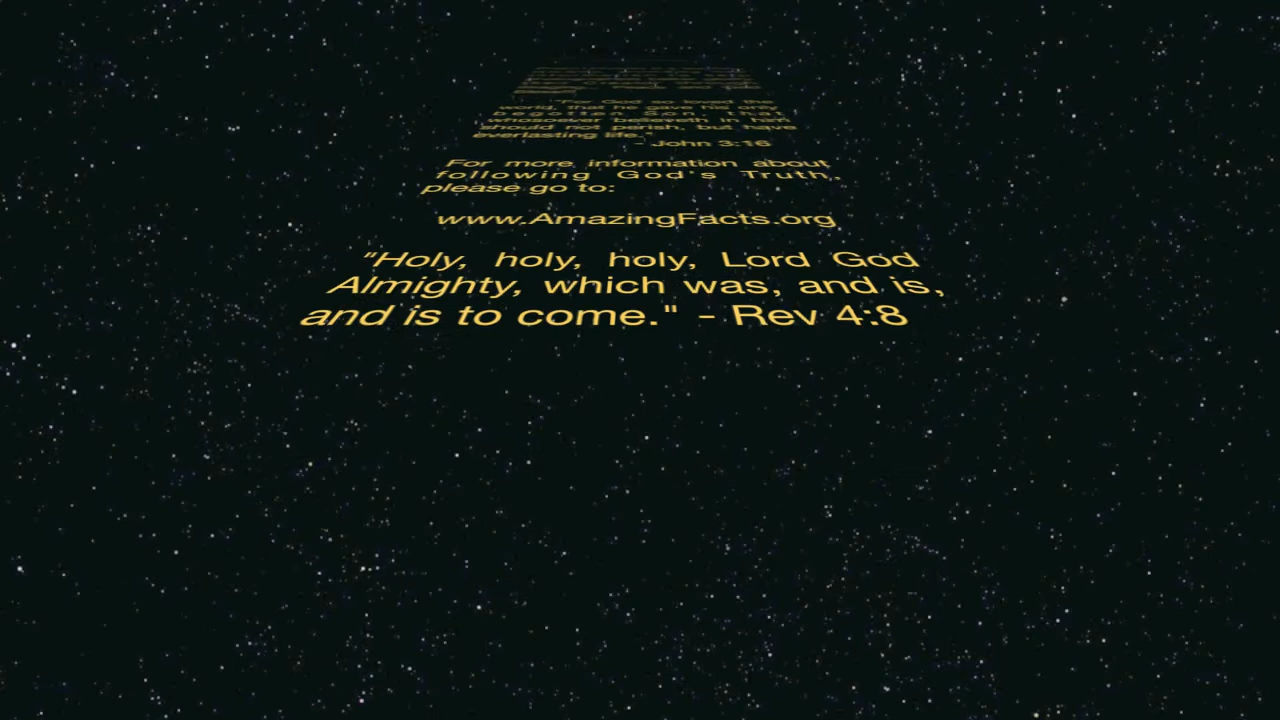 "For God so loved the
world, that he gave his only
begotten Son, that
whosoever believeth in him
should not perish, but have
everlasting life."
- John 3:16
For more information about
following God's Truth,
please go to:
www.AmazingFacts.org
"Holy, holy, holy, Lord God
Almighty, which was, and is,
and is to come." - Rev 4:8